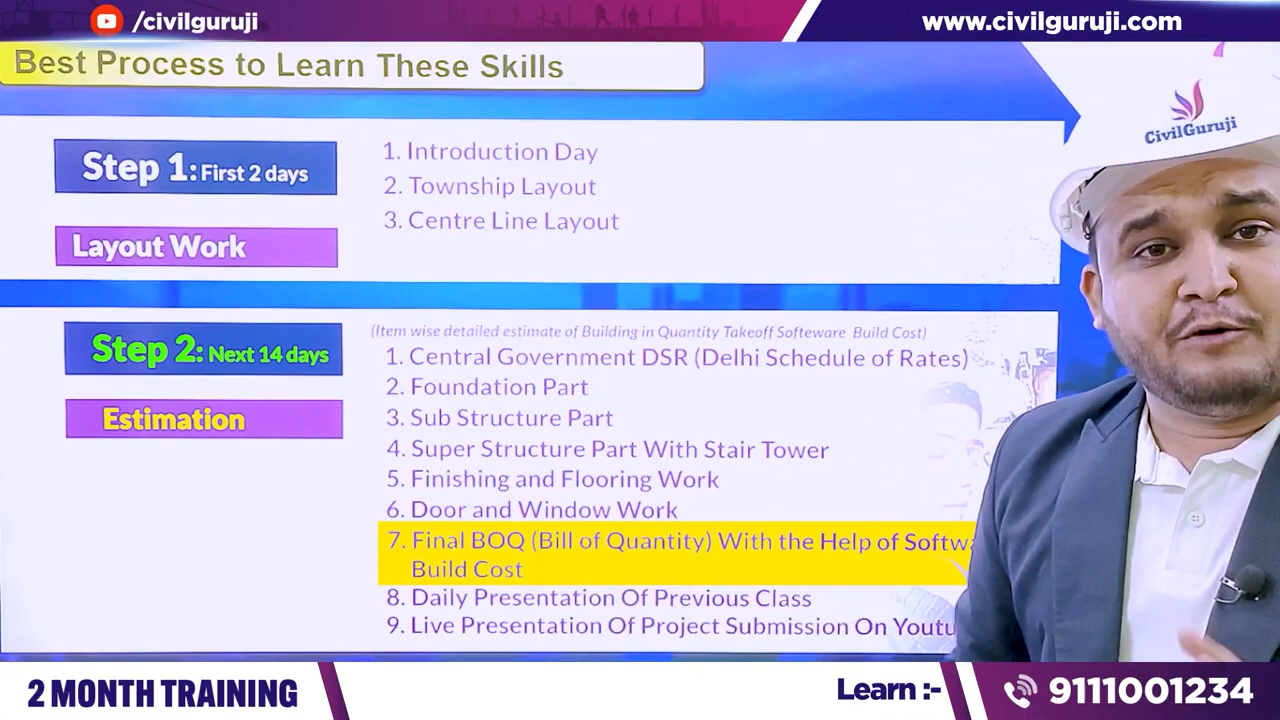 /civilguruji
www.civilguruji.com
Best Process to Learn These Skills
CivilGuruji
Step 1: First 2 days
Layout Work
1. Introduction Day
2. Township Layout
3. Centre Line Layout
Step 2: Next 14 days
Estimation
(Item wise detailed estimate of Building in Quantity Takeoff Softeware Build Cost)
1. Central Government DSR (Delhi Schedule of Rates)
2. Foundation Part
3. Sub Structure Part
4. Super Structure Part With Stair Tower
5. Finishing and Flooring Work
6. Door and Window Work
7. Final BOQ (Bill of Quantity) With the Help of Softwa
Build Cost
8. Daily Presentation Of Previous Class
9. Live Presentation Of Project Submission On Youtu
2 MONTH TRAINING
Learn :-
9111001234